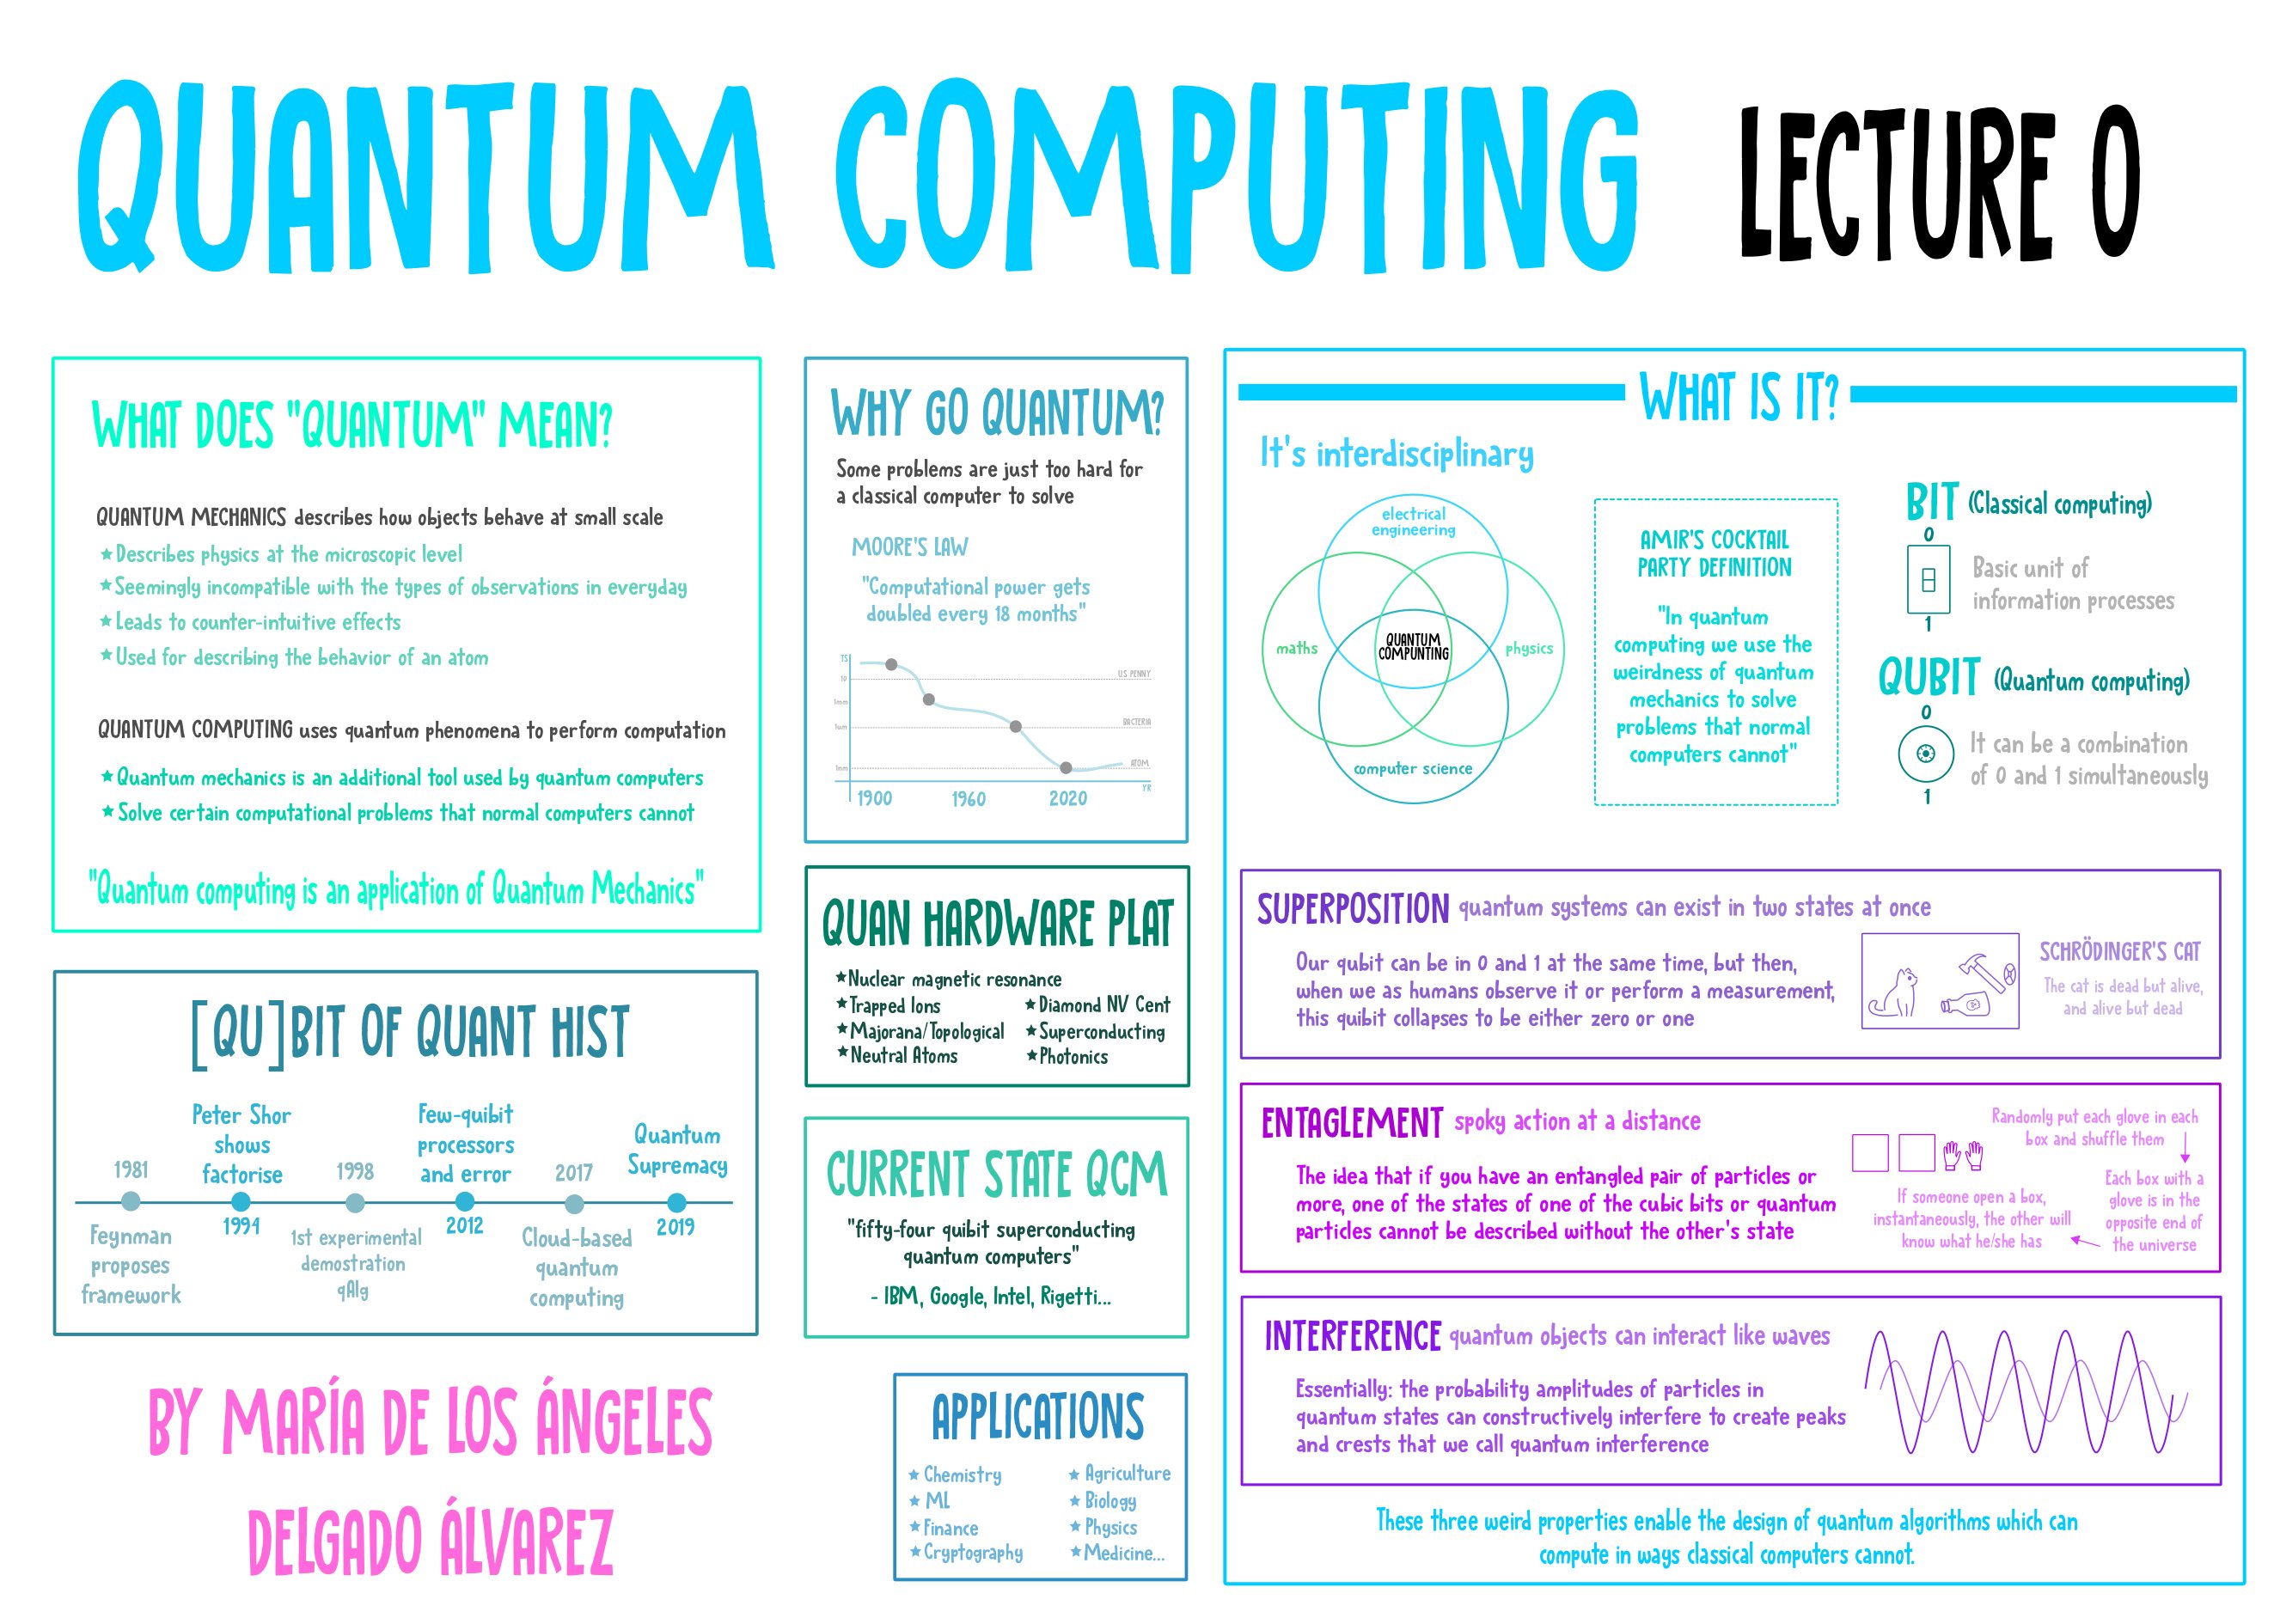 QUANTUM COMPUTING LECTURE 0
WHAT DOES "QUANTUM" MEAN?
QUANTUM MECHANICS describes how objects behave at small scale
★Describes physics at the microscopic level
★Seemingly incompatible with the types of observations in everyday
★Leads to counter-intuitive effects
★Used for describing the behavior of an atom
QUANTUM COMPUTING uses quantum phenomena to perform computation
★Quantum mechanics is an additional tool used by quantum computers
★Solve certain computational problems that normal computers cannot
"Quantum computing is an application of Quantum Mechanics"
[QU]BIT OF QUANT HIST
1981
Feynman
proposes
framework
Peter Shor
shows
factorise
1994
1998
1st experimental
demostration
qAlg
Few-quibit
processors
and error
2012
2017
Cloud-based
quantum
computing
Quantum
Supremacy
2019
BY MARÍA DE LOS ÁNGELES
DELGADO ÁLVAREZ
WHY GO QUANTUM?
Some problems are just too hard for
a classical computer to solve
MOORE'S LAW
"Computational power gets
doubled every 18 months"
TS
10
1mm
1um
1nm
U.S PENNY
BACTERIA
ATOM
YR
1900 1960 2020
QUAN HARDWARE PLAT
★Nuclear magnetic resonance
★Trapped Ions
★Majorana/Topological
★Neutral Atoms
★Diamond NV Cent
★Superconducting
★Photonics
CURRENT STATE QCM
"fifty-four quibit superconducting
quantum computers"
- IBM, Google, Intel, Rigetti...
APPLICATIONS
★ Chemistry
★ ML
★ Finance
★ Cryptography
★ Agriculture
★ Biology
★ Physics
★ Medicine...
WHAT IS IT?
It's interdisciplinary
electrical
engineering
maths
QUANTUM
COMPUNTING
physics
computer science
AMIR'S COCKTAIL
PARTY DEFINITION
"In quantum
computing we use the
weirdness of quantum
mechanics to solve
problems that normal
computers cannot"
BIT (Classical computing)
0
1
Basic unit of
information processes
QUBIT (Quantum computing)
0
1
It can be a combination
of 0 and 1 simultaneously
SUPERPOSITION quantum systems can exist in two states at once
Our qubit can be in 0 and 1 at the same time, but then,
when we as humans observe it or perform a measurement,
this quibit collapses to be either zero or one
SCHRÖDINGER'S CAT
The cat is dead but alive,
and alive but dead
ENTAGLEMENT spoky action at a distance
The idea that if you have an entangled pair of particles or
more, one of the states of one of the cubic bits or quantum
particles cannot be described without the other's state
Randomly put each glove in each
box and shuffle them
Each box with a
glove is in the
opposite end of
the universe
If someone open a box,
instantaneously, the other will
know what he/she has
INTERFERENCE quantum objects can interact like waves
Essentially: the probability amplitudes of particles in
quantum states can constructively interfere to create peaks
and crests that we call quantum interference
These three weird properties enable the design of quantum algorithms which can
compute in ways classical computers cannot.